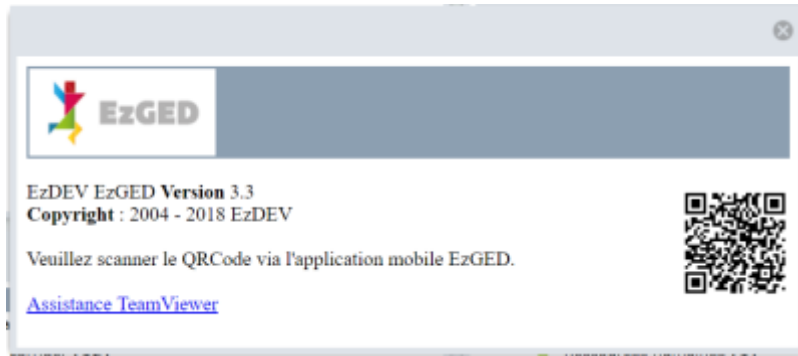 EzGED
EzDEV EzGED Version 3.3
Copyright : 2004 - 2018 EzDEV
Veuillez scanner le QRCode via l'application mobile EzGED.
Assistance TeamViewer